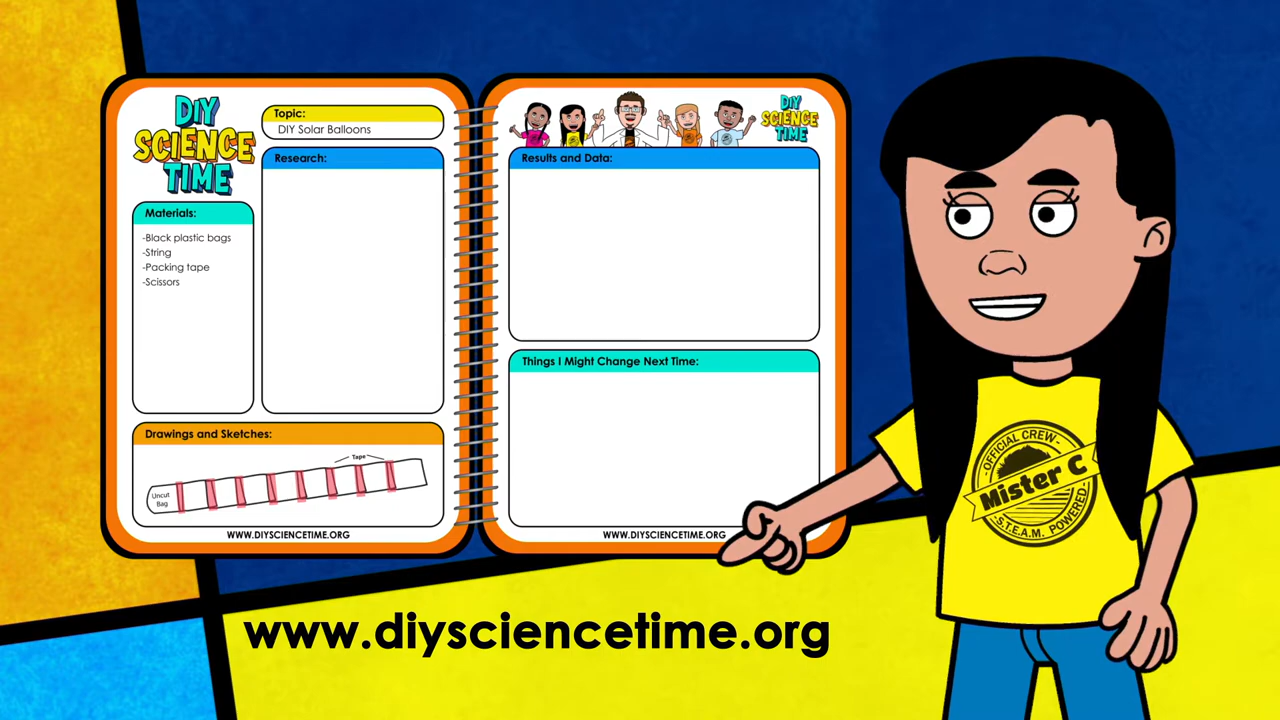 DIY
SCIENCE
TIME
Topic:
DIY Solar Balloons
Research:
Materials:
-Black plastic bags
-String
-Packing tape
-Scissors
Drawings and Sketches:
Tape
Uncut
Bag
WWW.DIYSCIENCETIME.ORG
DIY
SCIENCE
TIME
Results and Data:
Things I Might Change Next Time:
WWW.DIYSCIENCETIME.ORG
OFFICIAL CREW
Mister C
S.T.E.A.M. POWERED
www.diysciencetime.org